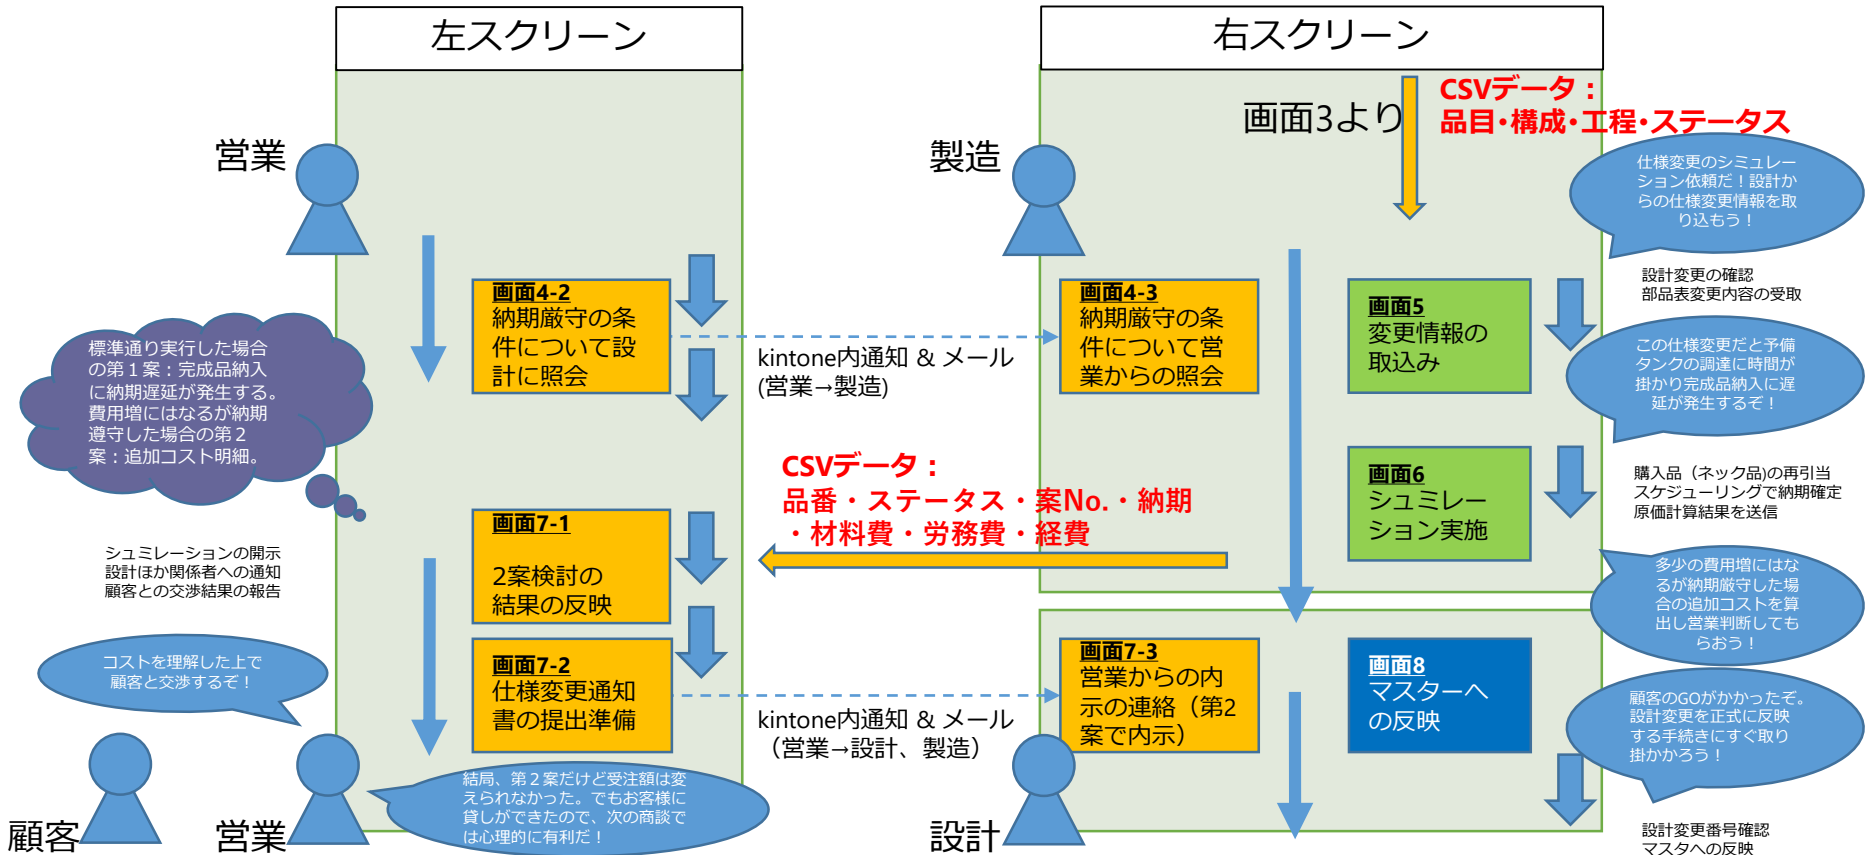 左スクリーン
右スクリーン
画面3より
CSVデータ：
品目・構成・工程・ステータス
営業
製造
仕様変更のシミュレー
ション依頼だ！設計か
らの仕様変更情報を取
り込もう！
設計変更の確認
部品表変更内容の受取
画面4-2
納期厳守の条
件について設
計に照会
kintone内通知 & メール
(営業→製造)
画面4-3
納期厳守の条
件について営
業からの照会
画面5
変更情報の
取込み
この仕様変更だと予備
タンクの調達に時間が
掛かり完成品納入に遅
延が発生するぞ！
標準通り実行した場合
の第１案：完成品納入
に納期遅延が発生する。
費用増にはなるが納期
遵守した場合の第２
案：追加コスト明細。
CSVデータ：
品番・ステータス・案No.・納期
・材料費・労務費・経費
画面6
シュミレー
ション実施
購入品（ネック品)の再引当
スケジューリングで納期確定
原価計算結果を送信
シュミレーションの開示
設計ほか関係者への通知
顧客との交渉結果の報告
画面7-1
2案検討の
結果の反映
多少の費用増にはな
るが納期厳守した場
合の追加コストを算
出し営業判断しても
らおう！
コストを理解した上で
顧客と交渉するぞ！
画面7-2
仕様変更通知
書の提出準備
kintone内通知 & メール
（営業→設計、製造）
画面7-3
営業からの内
示の連絡（第2
案で内示）
画面8
マスターへ
の反映
顧客のGOがかかったぞ。
設計変更を正式に反映
する手続きにすぐ取り
掛かかろう！
結局、第２案だけど受注額は変
えられなかった。でもお客様に
貸しができたので、次の商談で
は心理的に有利だ！
顧客
営業
設計
設計変更番号確認
マスタへの反映